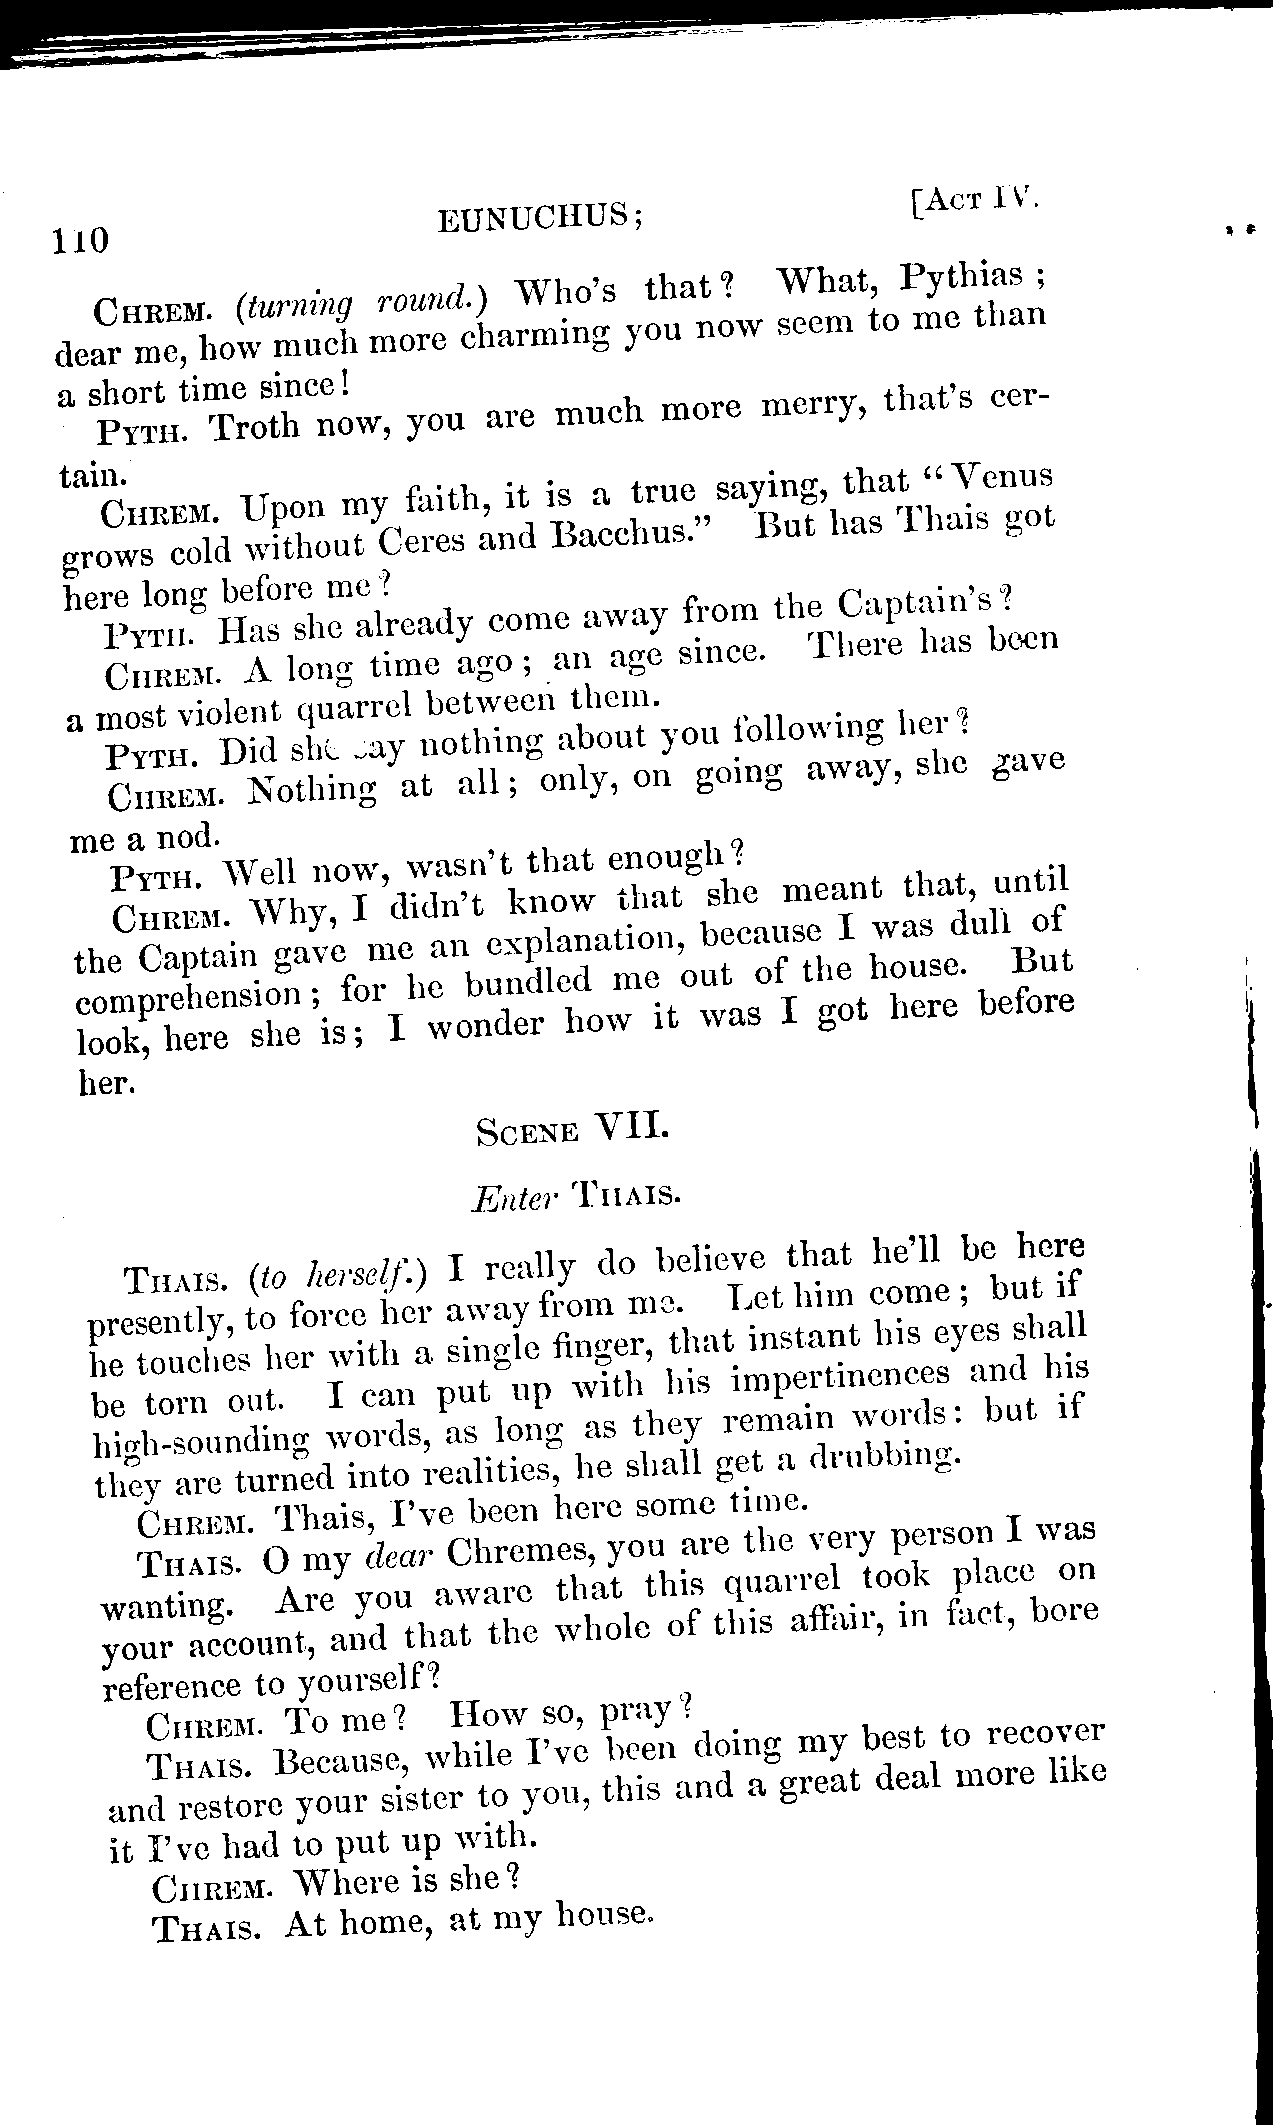 110 EUNUCHUS; [ACT IV.
CHREM. (turning round.) Who's that? What, Pythias;
dear me, how much more charming you now seem to me than
a short time since!
PYTH. Troth now, you are much more merry, that's cer-
tain.
CHREM. Upon my faith, it is a true saying, that "Venus
grows cold without Ceres and Bacchus." But has Thais got
here long before me?
PYTH. Has she already come away from the Captain's?
CHREM. A long time ago; an age since. There has been
a most violent quarrel between them.
PYTH. Did she say nothing about you following her?
CHREM. Nothing at all; only, on going away, she gave
me a nod.
PYTH. Well now, wasn't that enough?
CHREM. Why, I didn't know that she meant that, until
the Captain gave me an explanation, because I was dull of
comprehension; for he bundled me out of the house. But
look, here she is; I wonder how it was I got here before
her.
SCENE VII.
Enter THAIS.
THAIS. (to herself.) I really do believe that he'll be here
presently, to force her away from me. Let him come; but if
he touches her with a single finger, that instant his eyes shall
be torn out. I can put up with his impertinences and his
high-sounding words, as long as they remain words: but if
they are turned into realities, he shall get a drubbing.
CHREM. Thais, I've been here some time.
THAIS. O my dear Chremes, you are the very person I was
wanting. Are you aware that this quarrel took place on
your account, and that the whole of this affair, in fact, bore
reference to yourself?
CHREM. To me? How so, pray?
THAIS. Because, while I've been doing my best to recover
and restore your sister to you, this and a great deal more like
it I've had to put up with.
CHREM. Where is she?
THAIS. At home, at my house.